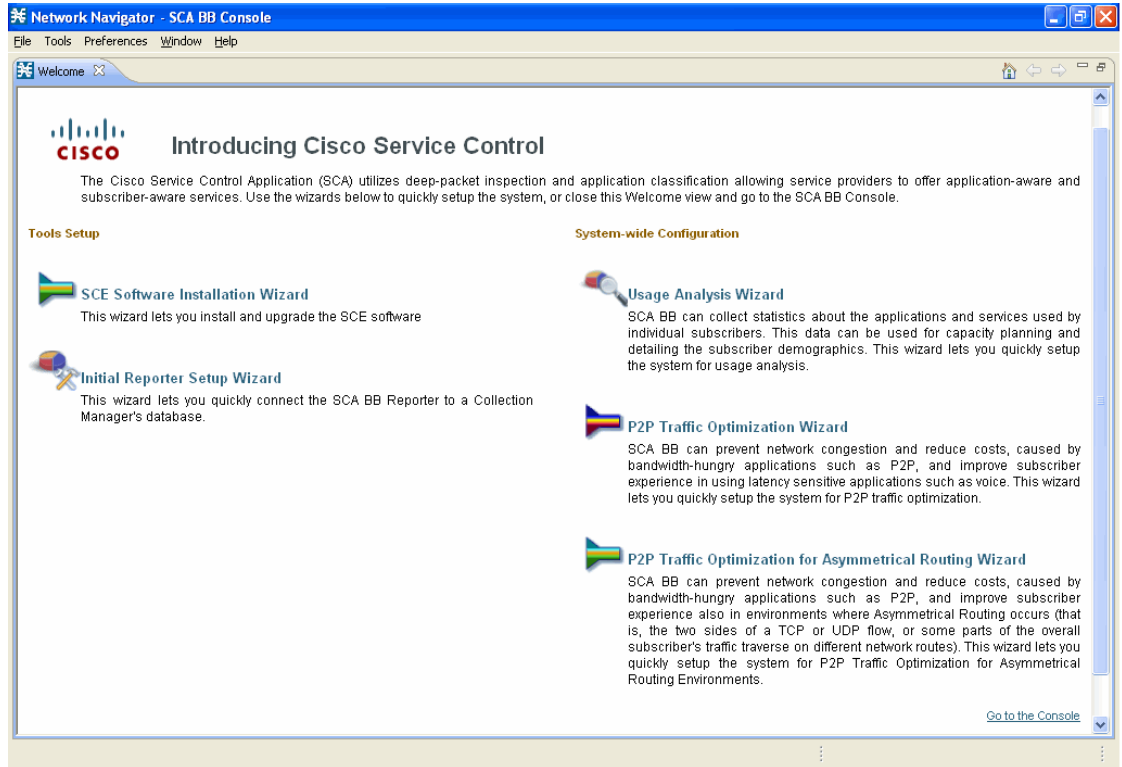 Network Navigator - SCA BB Console
File Tools Preferences Window Help
Welcome
CISCO
Introducing Cisco Service Control
The Cisco Service Control Application (SCA) utilizes deep-packet inspection and application classification allowing service providers to offer application-aware and
subscriber-aware services. Use the wizards below to quickly setup the system, or close this Welcome view and go to the SCA BB Console.
Tools Setup
SCE Software Installation Wizard
This wizard lets you install and upgrade the SCE software
Initial Reporter Setup Wizard
This wizard lets you quickly connect the SCA BB Reporter to a Collection
Manager's database.
System-wide Configuration
Usage Analysis Wizard
SCA BB can collect statistics about the applications and services used by
individual subscribers. This data can be used for capacity planning and
detailing the subscriber demographics. This wizard lets you quickly setup
the system for usage analysis.
P2P Traffic Optimization Wizard
SCA BB can prevent network congestion and reduce costs, caused by
bandwidth-hungry applications such as P2P, and improve subscriber
experience in using latency sensitive applications such as voice. This wizard
lets you quickly setup the system for P2P traffic optimization.
P2P Traffic Optimization for Asymmetrical Routing Wizard
SCA BB can prevent network congestion and reduce costs, caused by
bandwidth-hungry applications such as P2P, and improve subscriber
experience also in environments where Asymmetrical Routing occurs (that
is, the two sides of a TCP or UDP flow, or some parts of the overall
subscriber's traffic traverse on different network routes). This wizard lets you
quickly setup the system for P2P Traffic Optimization for Asymmetrical
Routing Environments.
Go to the Console